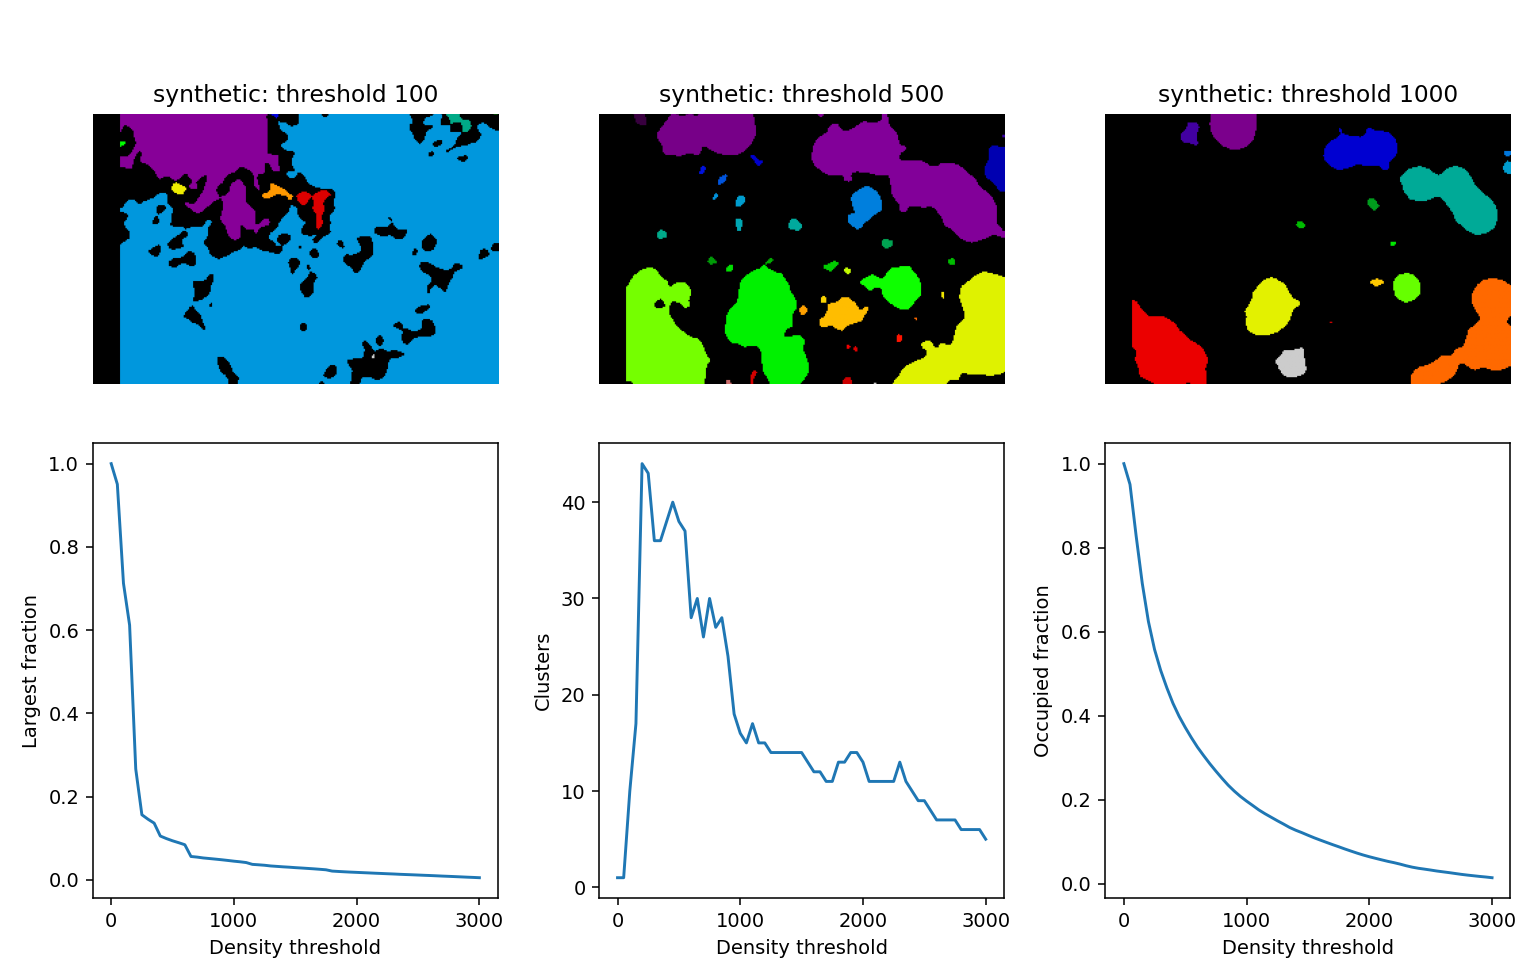 synthetic: threshold 100
synthetic: threshold 500
synthetic: threshold 1000
1.0
0.8
0.6
0.4
0.2
0.0
Largest fraction
0 1000 2000 3000
Density threshold
40
30
20
10
0
Clusters
0 1000 2000 3000
Density threshold
1.0
0.8
0.6
0.4
0.2
0.0
Occupied fraction
0 1000 2000 3000
Density threshold